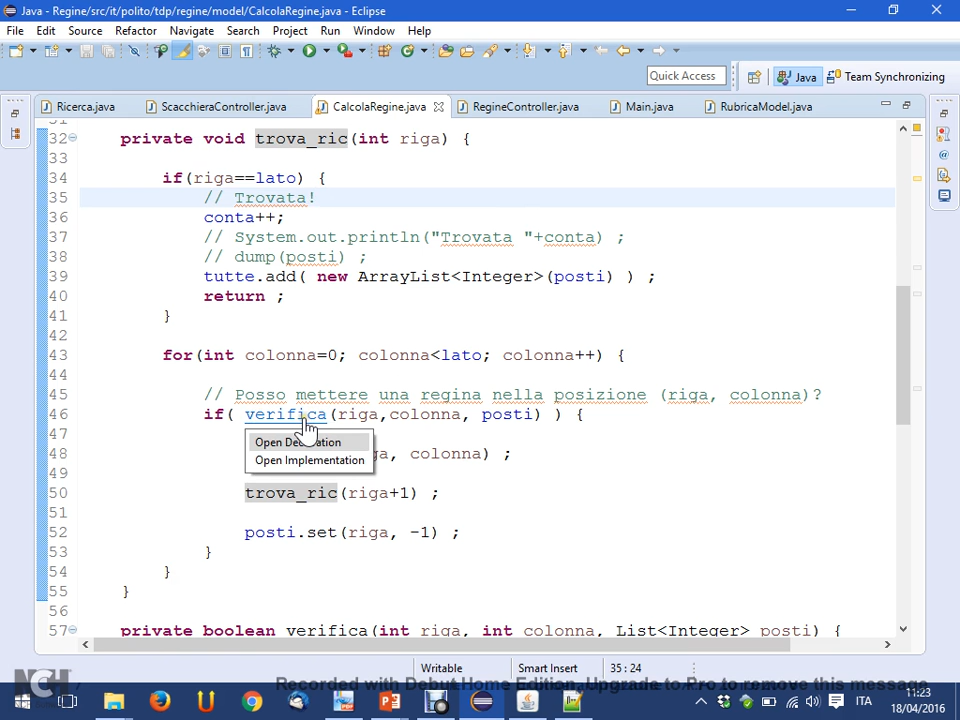 Java - Regine/src/it/polito/tdp/regine/model/CalcolaRegine.java - Eclipse
File Edit Source Refactor Navigate Search Project Run Window Help
Quick Access Java Team Synchronizing
Ricerca.java ScacchieraController.java CalcolaRegine.java RegineController.java Main.java RubricaModel.java
31
32 private void trova_ric(int riga) {
33
34 if(riga==lato) {
35 // Trovata!
36 conta++;
37 // System.out.println("Trovata "+conta) ;
38 // dump(posti) ;
39 tutte.add( new ArrayList<Integer>(posti) ) ;
40 return ;
41 }
42
43 for(int colonna=0; colonna<lato; colonna++) {
44
45 // Posso mettere una regina nella posizione (riga, colonna)?
46 if( verifica(riga,colonna, posti) ) {
47 Open Declaration
48 ga, colonna) ;
Open Implementation
49
50 trova_ric(riga+1) ;
51
52 posti.set(riga, -1) ;
53 }
54 }
55 }
56
57 private boolean verifica(int riga, int colonna, List<Integer> posti) {
Writable Smart Insert 35 : 24
NCH Recorded with Debut Home Edition. Upgrade to Pro to remove this message
ITA 11:23
18/04/2016